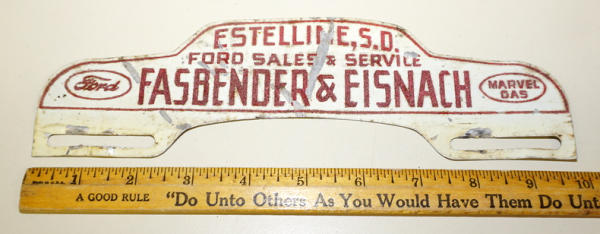 ESTELLINE, S.D.
FORD SALES & SERVICE
Ford
FASBENDER & EISNACH
MARVEL
GAS
1 2 3 4 5 6 7 8 9 10
A GOOD RULE "Do Unto Others As You Would Have Them Do Unt